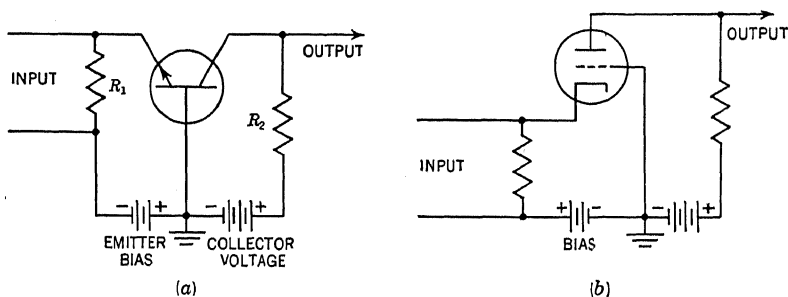 INPUT
R1
R2
OUTPUT
- + - +
EMITTER
BIAS
COLLECTOR
VOLTAGE
(a)
OUTPUT
INPUT
+ - - +
BIAS
(b)